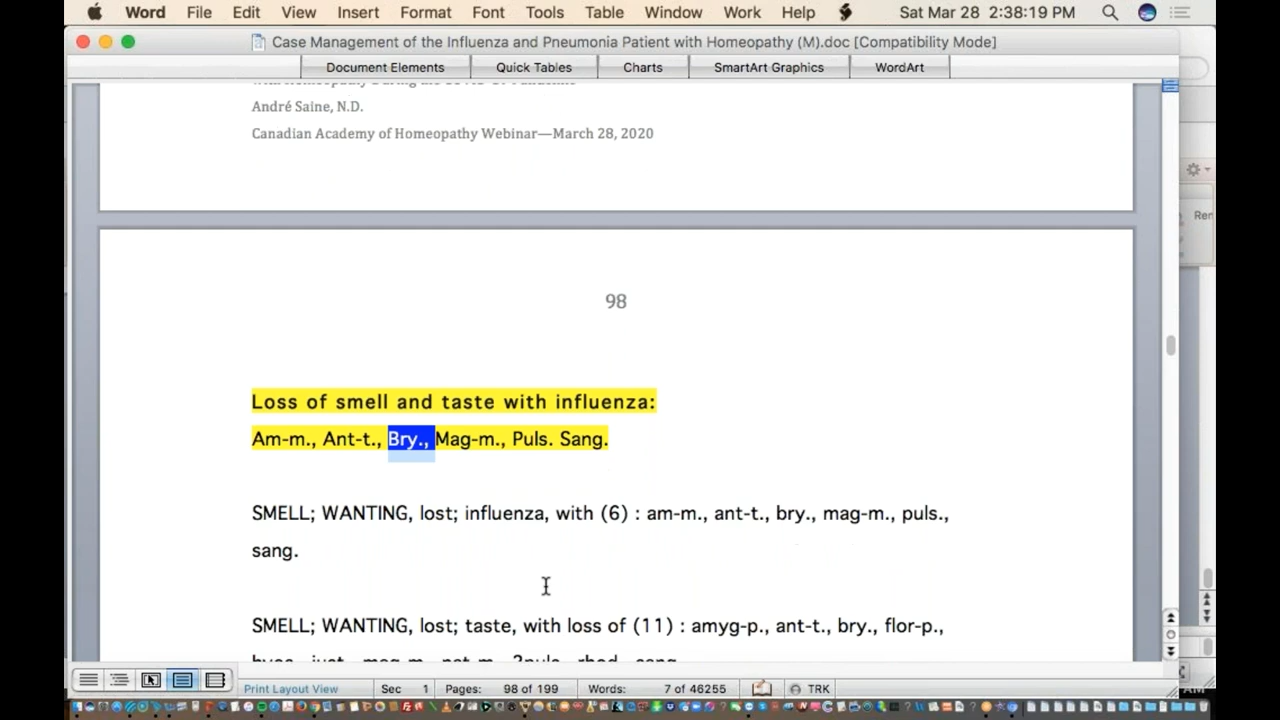 Word File Edit View Insert Format Font Tools Table Window Work Help Sat Mar 28 2:38:19 PM
Case Management of the Influenza and Pneumonia Patient with Homeopathy (M).doc [Compatibility Mode]
Document Elements Quick Tables Charts SmartArt Graphics WordArt
André Saine, N.D.
Canadian Academy of Homeopathy Webinar—March 28, 2020
Ren
98
Loss of smell and taste with influenza:
Am-m., Ant-t., Bry., Mag-m., Puls. Sang.
SMELL; WANTING, lost; influenza, with (6) : am-m., ant-t., bry., mag-m., puls.,
sang.
SMELL; WANTING, lost; taste, with loss of (11) : amyg-p., ant-t., bry., flor-p.,
Print Layout View Sec 1 Pages: 98 of 199 Words: 7 of 46255 TRK
AM